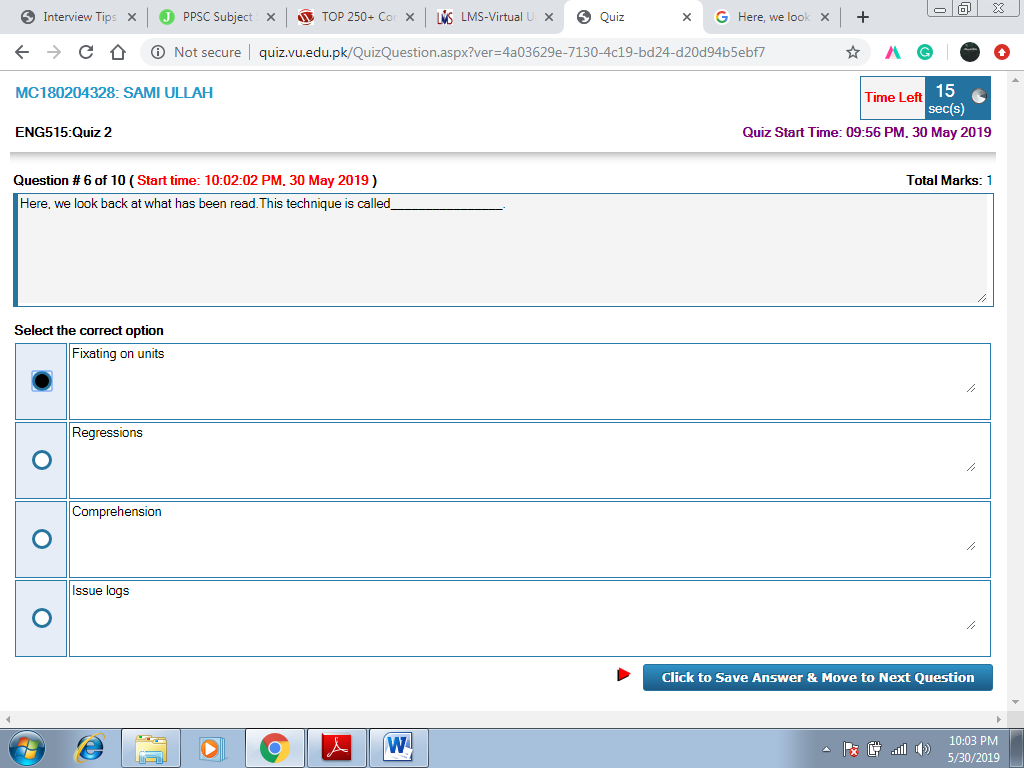 Interview Tips
PPSC Subject
TOP 250+ Co
LMS-Virtual U
Quiz
Here, we look
Not secure
quiz.vu.edu.pk/QuizQuestion.aspx?ver=4a03629e-7130-4c19-bd24-d20d94b5ebf7
MC180204328: SAMI ULLAH
Time Left 15 sec(s)
ENG515:Quiz 2
Quiz Start Time: 09:56 PM, 30 May 2019
Question # 6 of 10 ( Start time: 10:02:02 PM, 30 May 2019 )
Total Marks: 1
Here, we look back at what has been read.This technique is called________________.
Select the correct option
Fixating on units
Regressions
Comprehension
Issue logs
Click to Save Answer & Move to Next Question
10:03 PM
5/30/2019